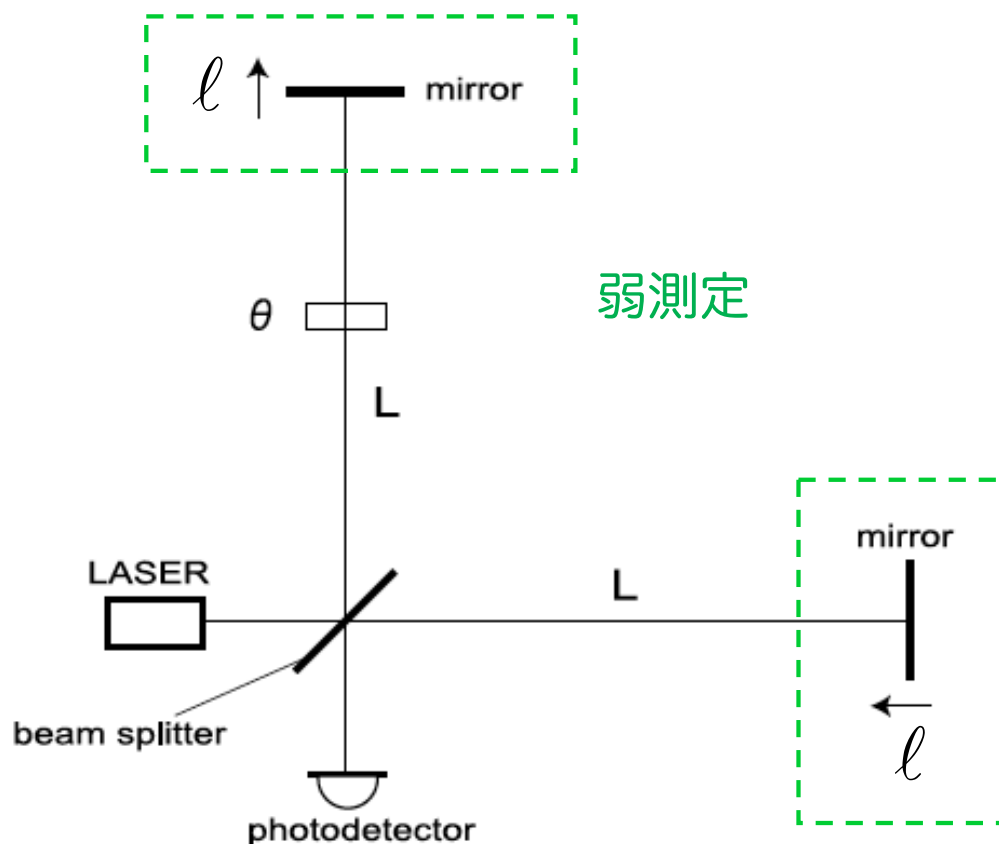 ℓ
mirror
θ
弱測定
L
mirror
LASER
L
beam splitter
ℓ
photodetector